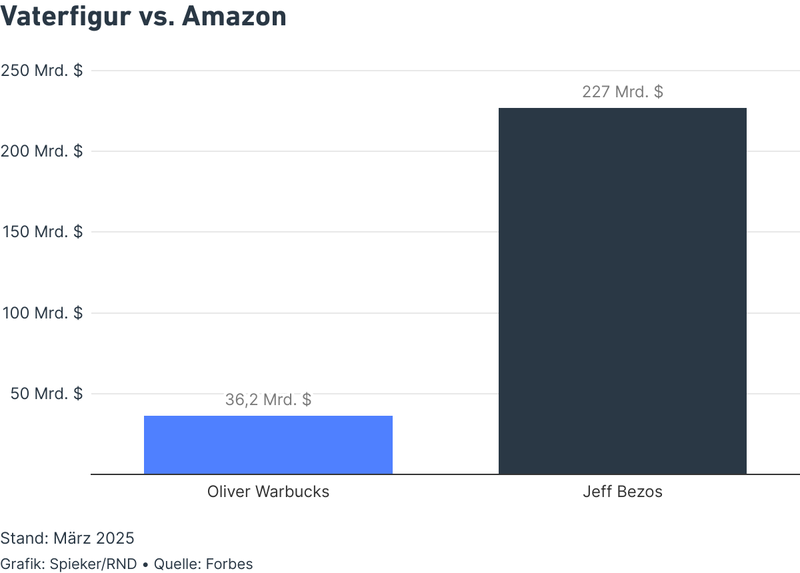 Vaterfigur vs. Amazon
250 Mrd. $
227 Mrd. $
200 Mrd. $
150 Mrd. $
100 Mrd. $
50 Mrd. $
36,2 Mrd. $
Oliver Warbucks
Jeff Bezos
Stand: März 2025
Grafik: Spieker/RND • Quelle: Forbes